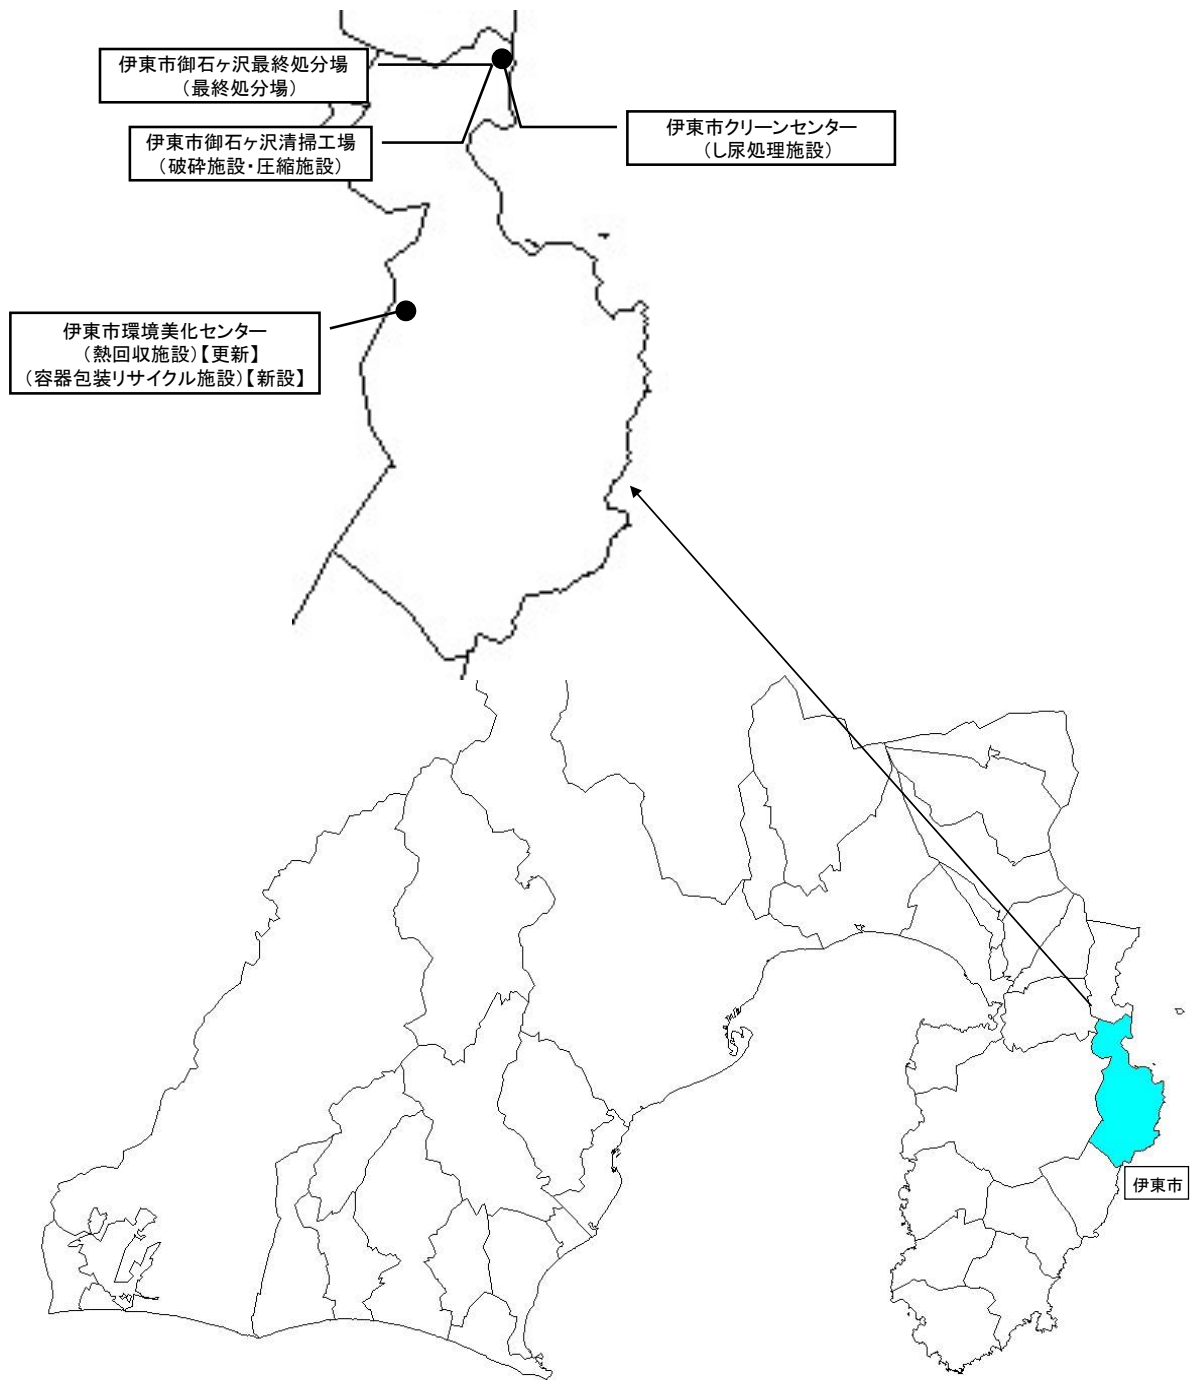 伊東市御石ヶ沢最終処分場
（最終処分場）
伊東市御石ヶ沢清掃工場
（破砕施設・圧縮施設）
伊東市クリーンセンター
（し尿処理施設）
伊東市環境美化センター
（熱回収施設）【更新】
（容器包装リサイクル施設）【新設】
伊東市